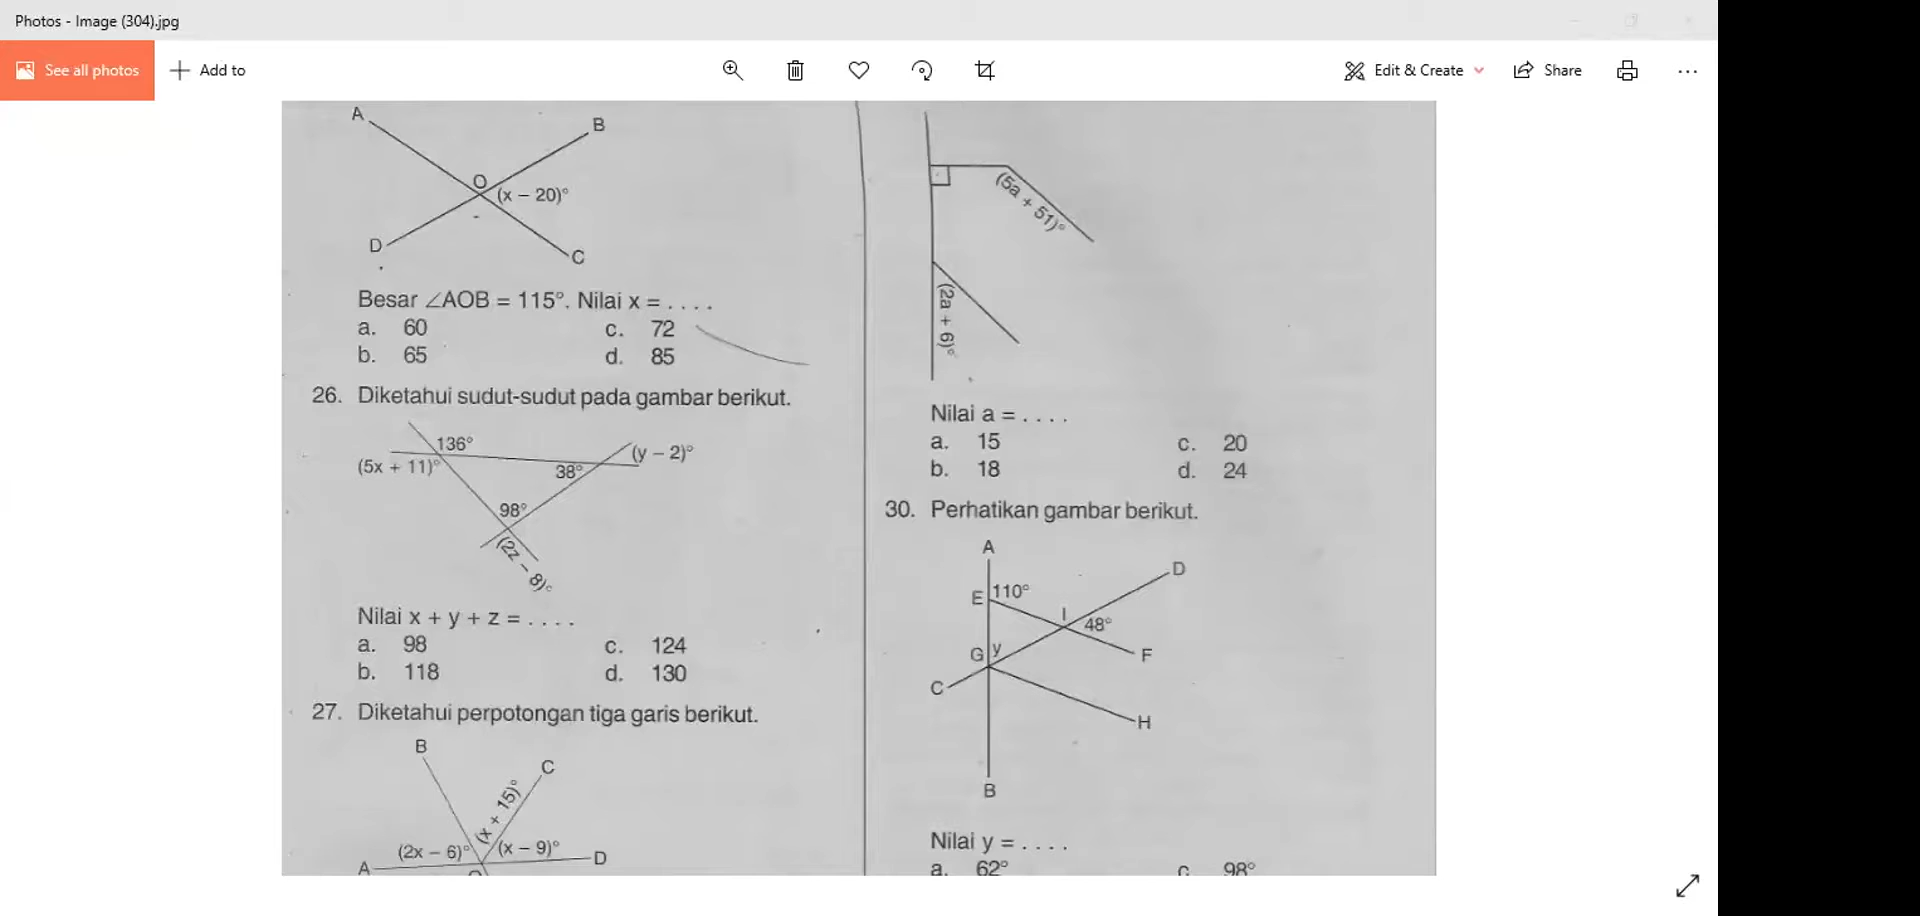 Photos - Image (304).jpg
See all photos
Add to
Edit & Create
Share
A
B
O
(x – 20)°
D
C
Besar ∠AOB = 115°. Nilai x = . . . .
a. 60
c. 72
b. 65
d. 85
26. Diketahui sudut-sudut pada gambar berikut.
136°
(5x + 11)°
38°
(y – 2)°
98°
(2z – 8)°
Nilai x + y + z = . . . .
a. 98
c. 124
b. 118
d. 130
27. Diketahui perpotongan tiga garis berikut.
B
C
(x + 15)°
(2x – 6)°
(x – 9)°
A
D
(5a + 51)°
(2a + 6)°
Nilai a = . . . .
a. 15
c. 20
b. 18
d. 24
30. Perhatikan gambar berikut.
A
D
E
110°
I
48°
G
y
F
C
H
B
Nilai y = . . . .
a. 62°
c. 98°